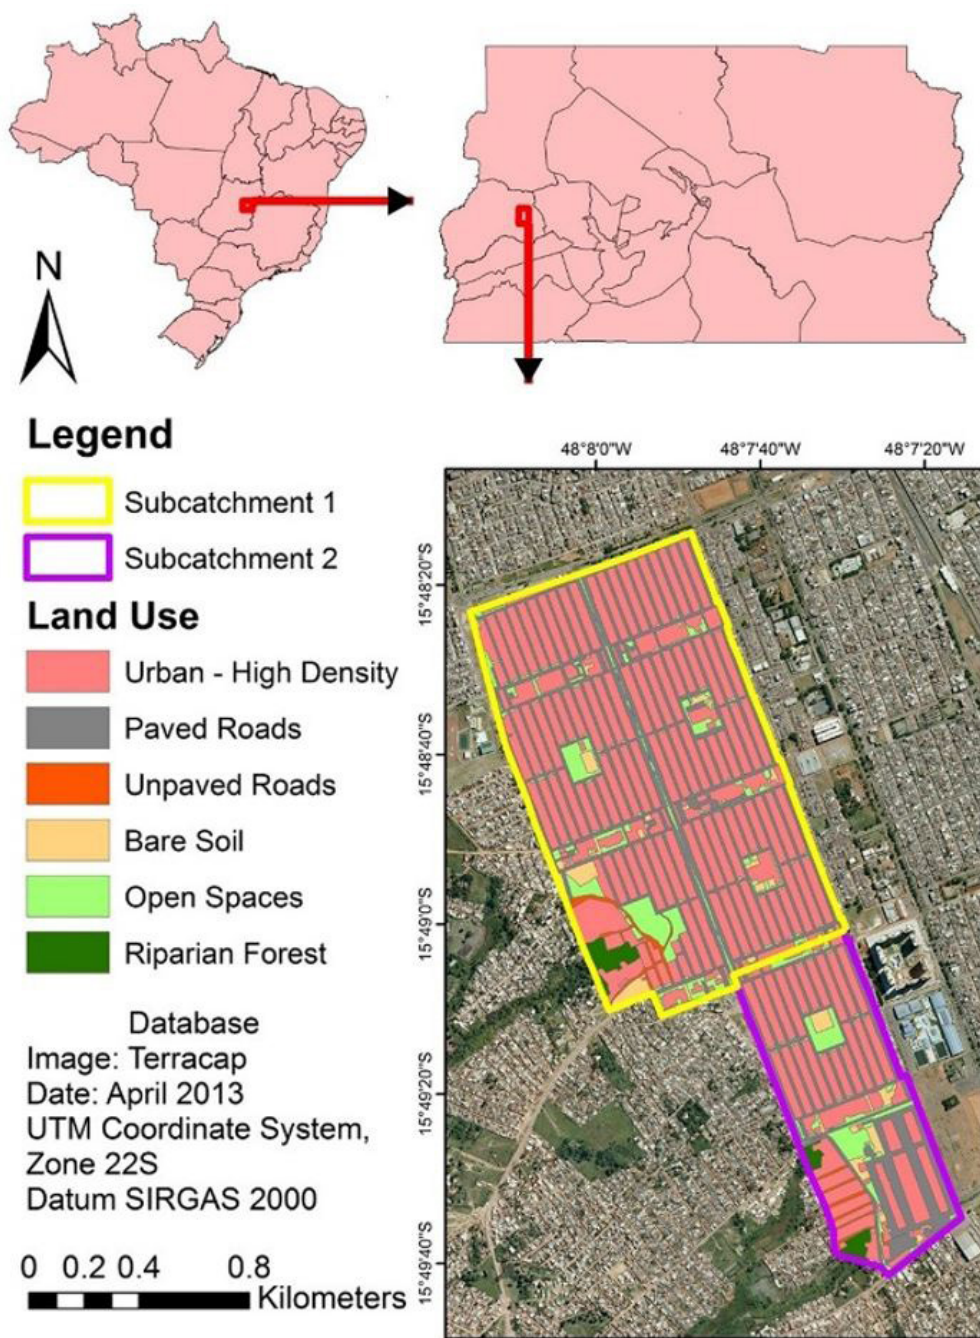 N
Legend
Subcatchment 1
Subcatchment 2
Land Use
Urban - High Density
Paved Roads
Unpaved Roads
Bare Soil
Open Spaces
Riparian Forest
Database
Image: Terracap
Date: April 2013
UTM Coordinate System,
Zone 22S
Datum SIRGAS 2000
0 0.2 0.4 0.8
Kilometers
48°8'0"W 48°7'40"W 48°7'20"W
15°48'20"S
15°48'40"S
15°49'0"S
15°49'20"S
15°49'40"S